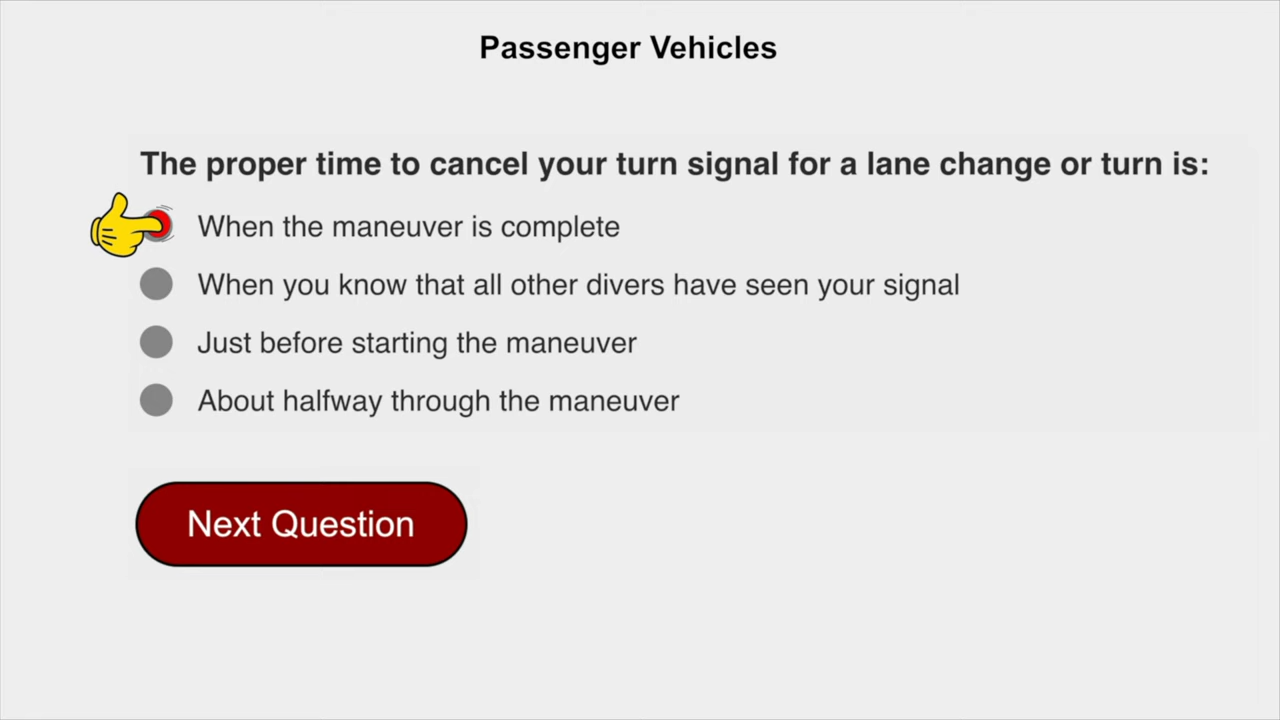 Passenger Vehicles
The proper time to cancel your turn signal for a lane change or turn is:
When the maneuver is complete
When you know that all other divers have seen your signal
Just before starting the maneuver
About halfway through the maneuver
Next Question